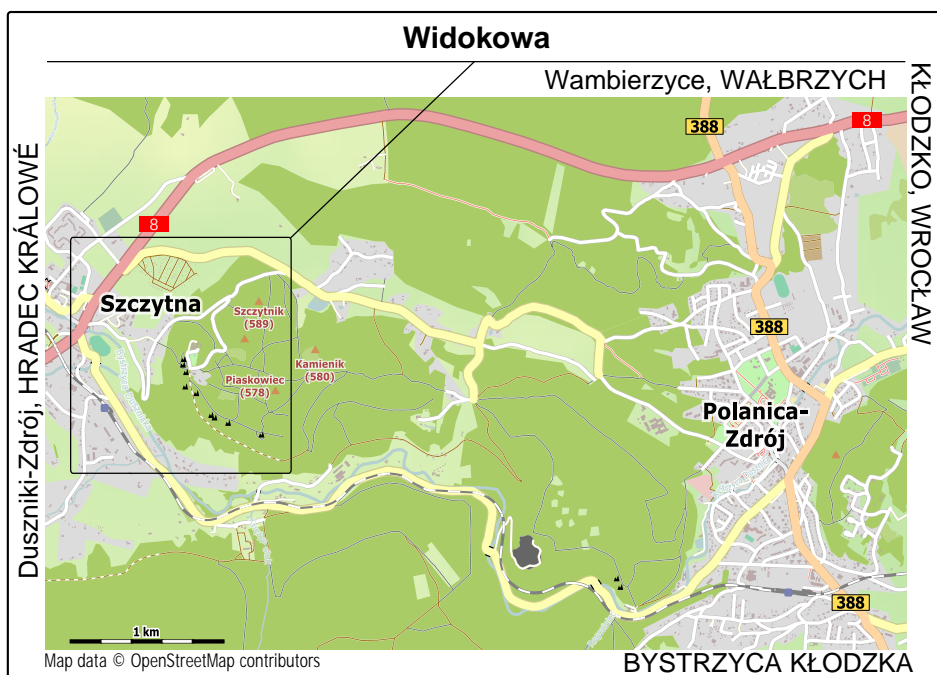 Widokowa
Wambierzyce, WAŁBRZYCH
KŁODZKO, WROCŁAW
Duszniki-Zdrój, HRADEC KRÁLOWÉ
8
388
8
Szczytna
Szczytnik
(589)
Kamienik
(580)
Piaskowiec
(578)
388
Polanica-
Zdrój
388
1 km
Map data © OpenStreetMap contributors
BYSTRZYCA KŁODZKA